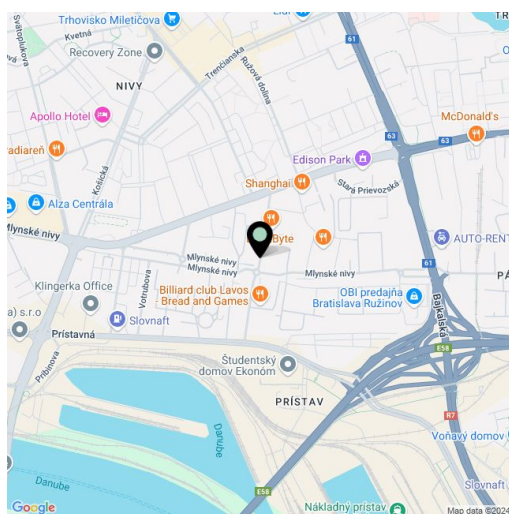 Trhovisko Miletičova
Svätoplukova
Kvetná
61
Recovery Zone
Trenčianska
Ružová dolina
NIVY
McDonald's
Apollo Hotel
63
63
Edison Park
Košická
Shanghai
Stará Prievozská
Alza Centrála
Byte
AUTO-RENT
Mlynské nivy
Mlynské nivy
Mlynské nivy
Mlynské nivy
61
Billiard club Lavos
Bread and Games
OBI predajňa
Bratislava Ružinov
Klingerka Office
Votrubova
Bajkalská
Slovnaft
Prístavná
a) s.r.o
E58
Pribinova
Študentský
domov Ekonóm
PRÍSTAV
R7
Voňavý domov
Danube
Danube
Slovnaft
E58
Nákladný prístav
Google
Map data ©2024